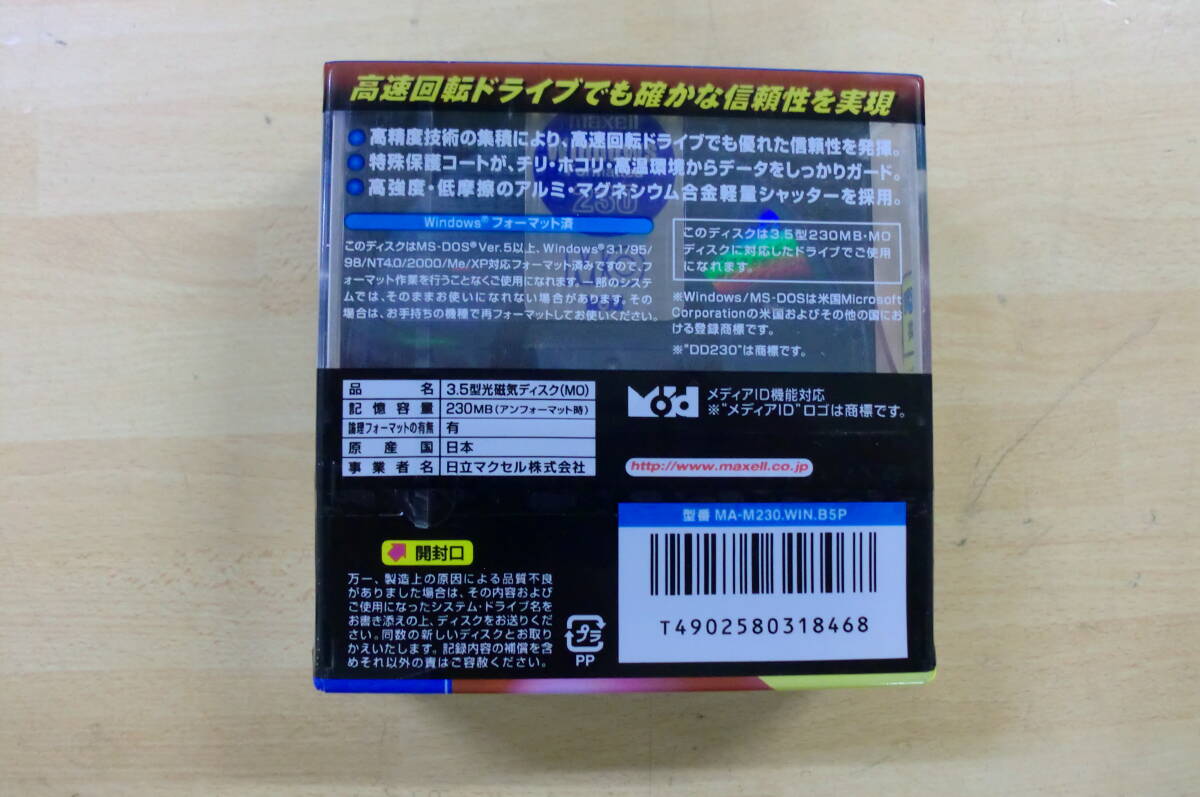 高速回転ドライブでも確かな信頼性を実現
●高精度技術の集積により、高速回転ドライブでも優れた信頼性を発揮。
●特殊保護コートが、チリ・ホコリ・高温環境からデータをしっかりガード。
●高強度・低摩擦のアルミ・マグネシウム合金軽量シャッターを採用。
maxell
230
Windows® フォーマット済
このディスクはMS-DOS® Ver.5以上、Windows® 3.1/95/
98/NT4.0/2000/Me/XP対応フォーマット済みですので、フ
ォーマット作業を行うことなくご使用になれます。一部のシステ
ムでは、そのままお使いになれない場合があります。その
場合は、お手持ちの機種で再フォーマットしてお使いください。
このディスクは3.5型230MB・MO
ディスクに対応したドライブでご使用
になれます。
※Windows/MS-DOSは米国Microsoft
Corporationの米国およびその他の国にお
ける登録商標です。
※"DD230"は商標です。
品名 3.5型光磁気ディスク(MO)
記憶容量 230MB(アンフォーマット時)
論理フォーマットの有無 有
原産国 日本
事業者名 日立マクセル株式会社
メディアID機能対応
※"メディアID"ロゴは商標です。
http://www.maxell.co.jp
型番 MA-M230.WIN.B5P
T4902580318468
開封口
万一、製造上の原因による品質不良
がありました場合は、その内容および
ご使用になったシステム・ドライブ名を
お書き添えの上、ディスクをお送りくだ
さい。同数の新しいディスクとお取り
かえいたします。記録内容の補償を含
めそれ以外の責はご容赦ください。
プラ
PP